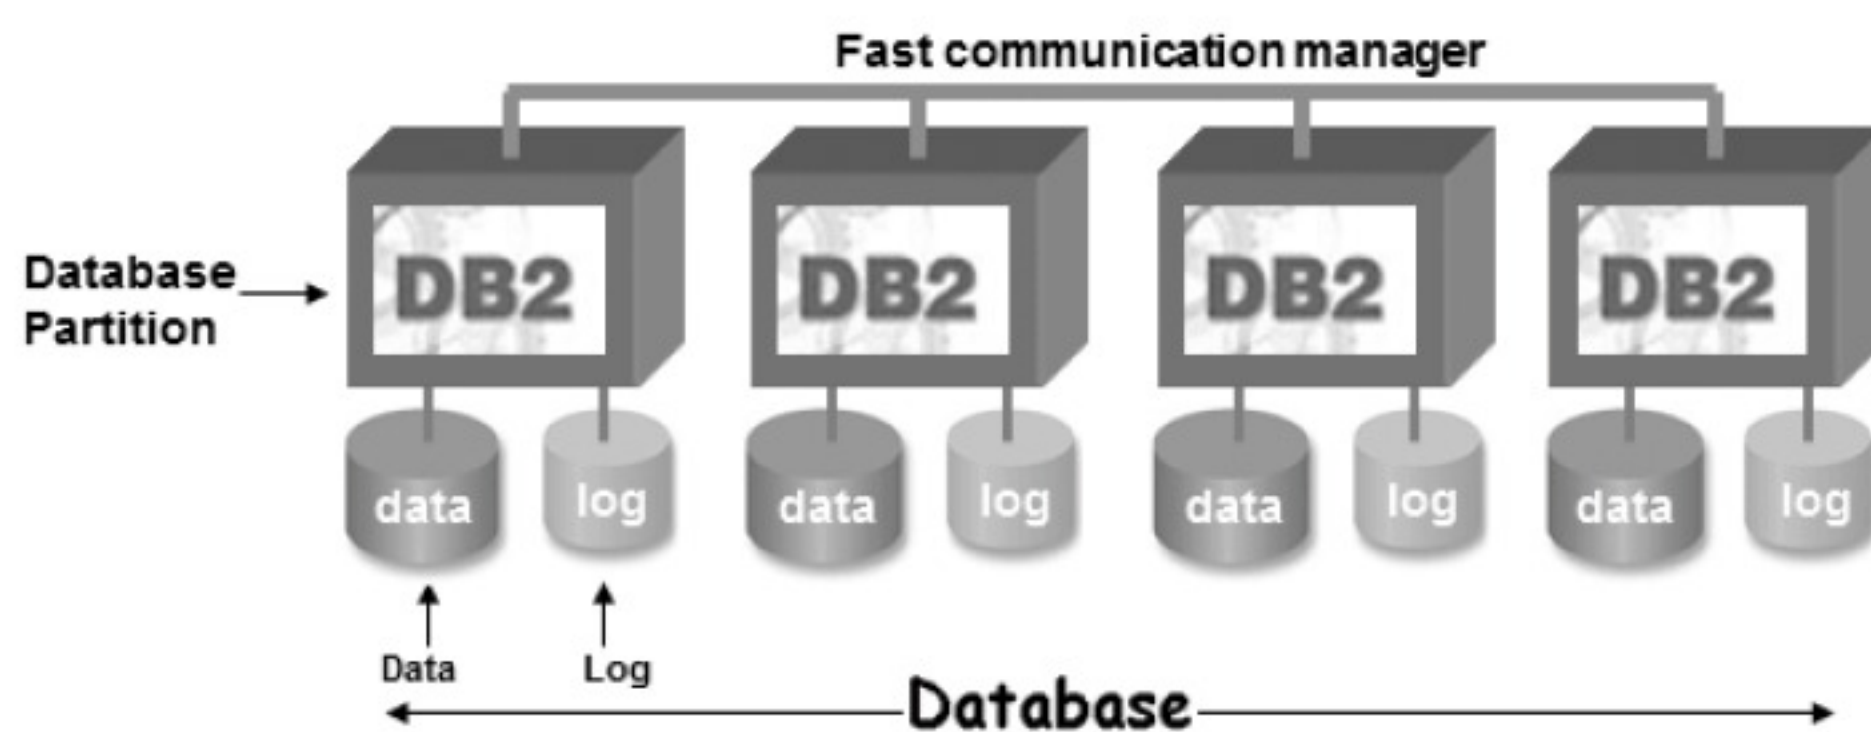 Fast communication manager
Database
Partition
DB2
DB2
DB2
DB2
data
log
data
log
data
log
data
log
Data
Log
Database